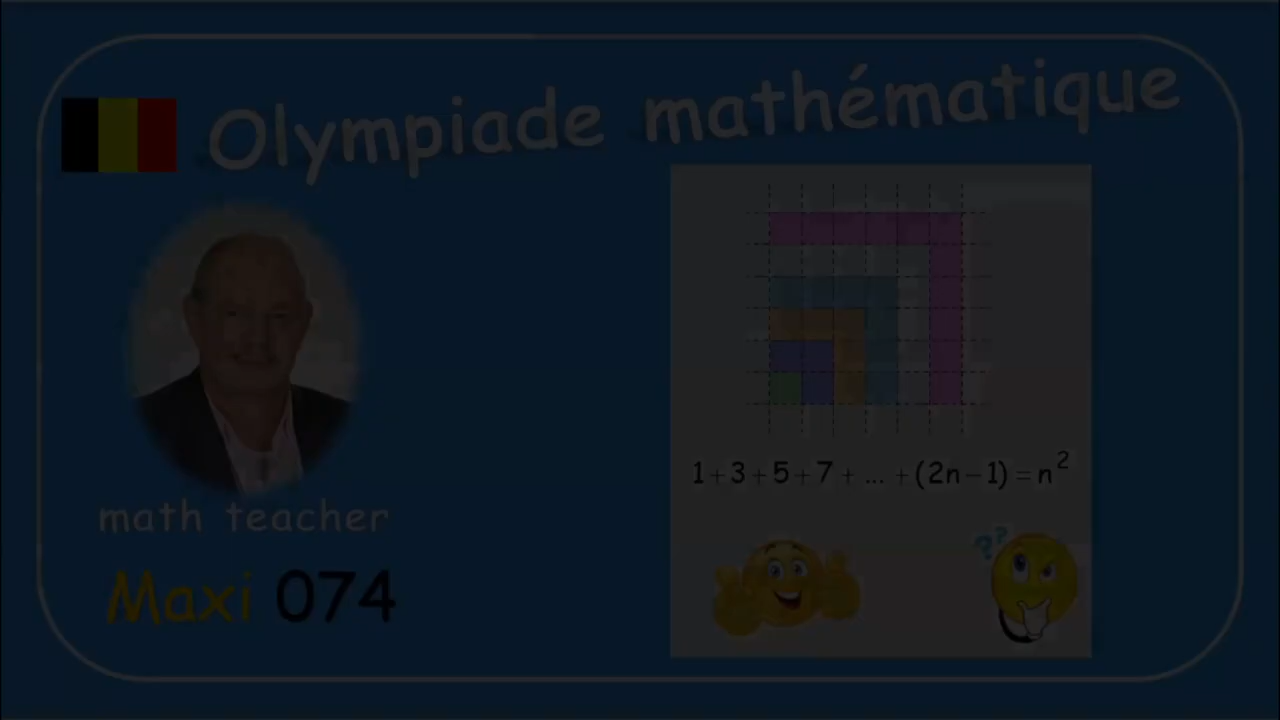 Olympiade mathématique
math teacher
Maxi 074
1+3+5+7+ ... +(2n-1)=n²
??